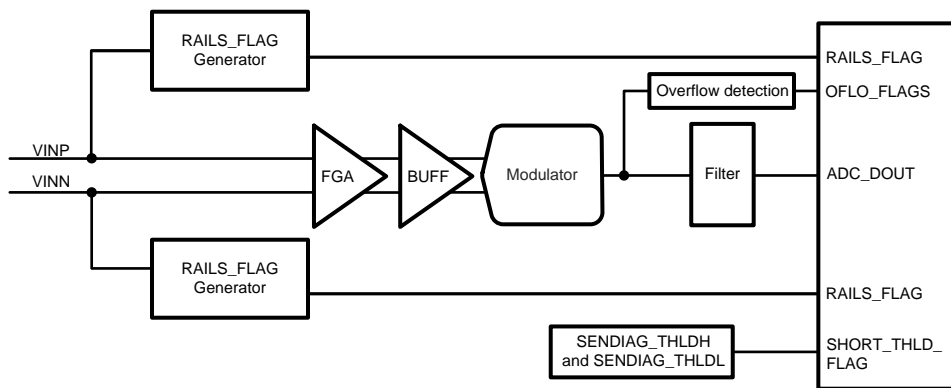 RAILS_FLAG
Generator
RAILS_FLAG
Overflow detection
OFLO_FLAGS
VINP
VINN
FGA
BUFF
Modulator
Filter
ADC_DOUT
RAILS_FLAG
Generator
RAILS_FLAG
SENDIAG_THLDH
and SENDIAG_THLDL
SHORT_THLD_
FLAG